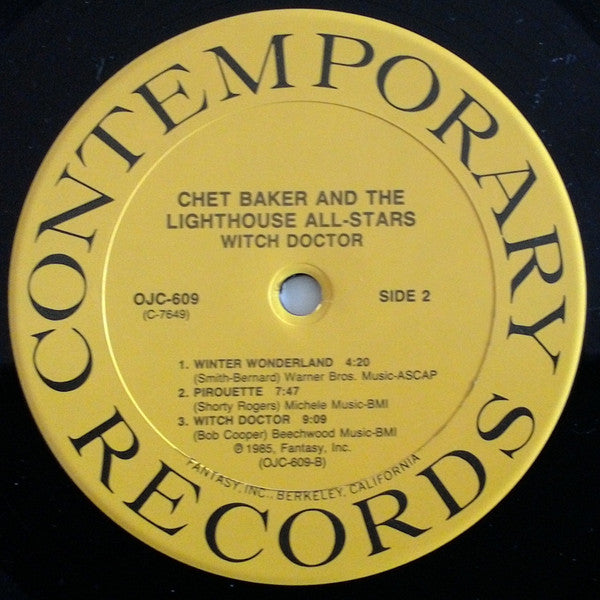 CONTEMPORARY RECORDS
CHET BAKER AND THE
LIGHTHOUSE ALL-STARS
WITCH DOCTOR
OJC-609
(C-7649)
SIDE 2
1. WINTER WONDERLAND 4:20
(Smith-Bernard) Warner Bros. Music-ASCAP
2. PIROUETTE 7:47
(Shorty Rogers) Michele Music-BMI
3. WITCH DOCTOR 9:09
(Bob Cooper) Beechwood Music-BMI
℗ 1985, Fantasy, Inc.
(OJC-609-B)
FANTASY, INC., BERKELEY, CALIFORNIA